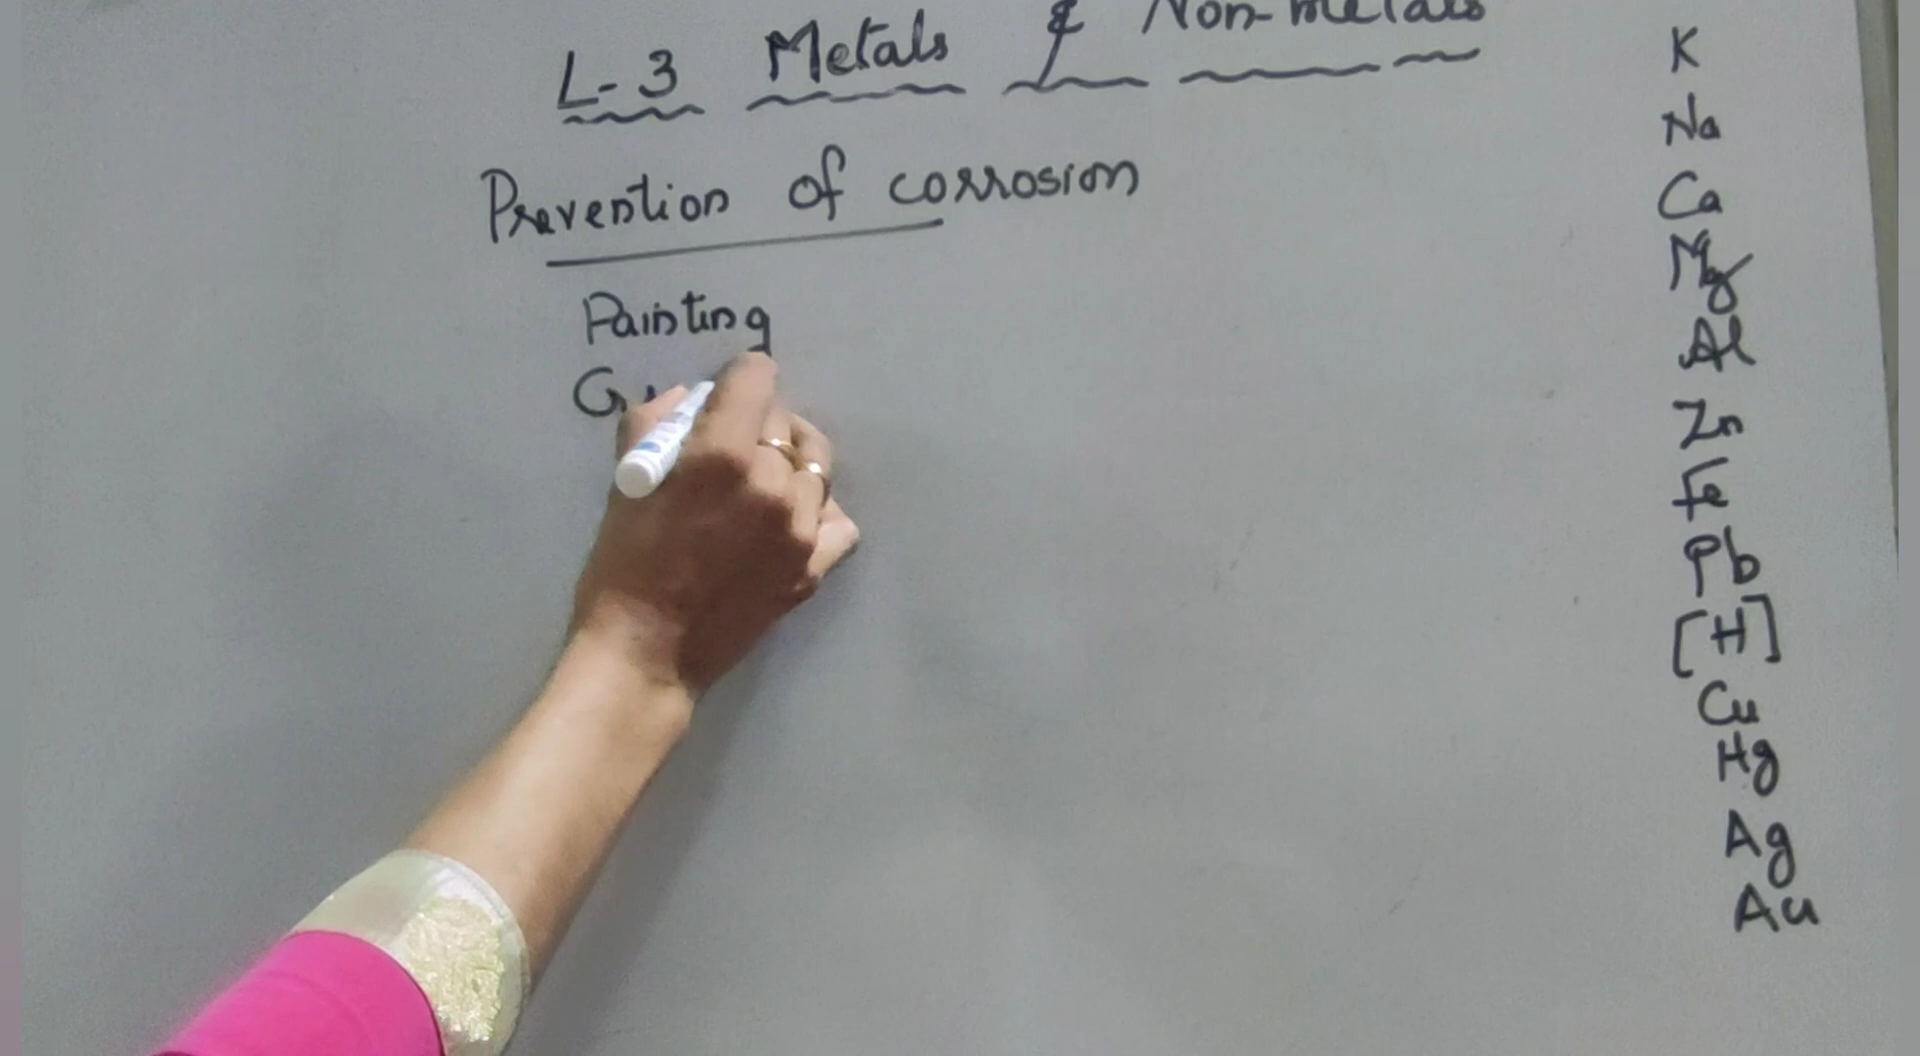 L-3 Metals & Non-metals
Prevention of corrosion
Painting
K
Na
Ca
Mg
Al
Zn
Fe
Pb
[H]
Cu
Hg
Ag
Au